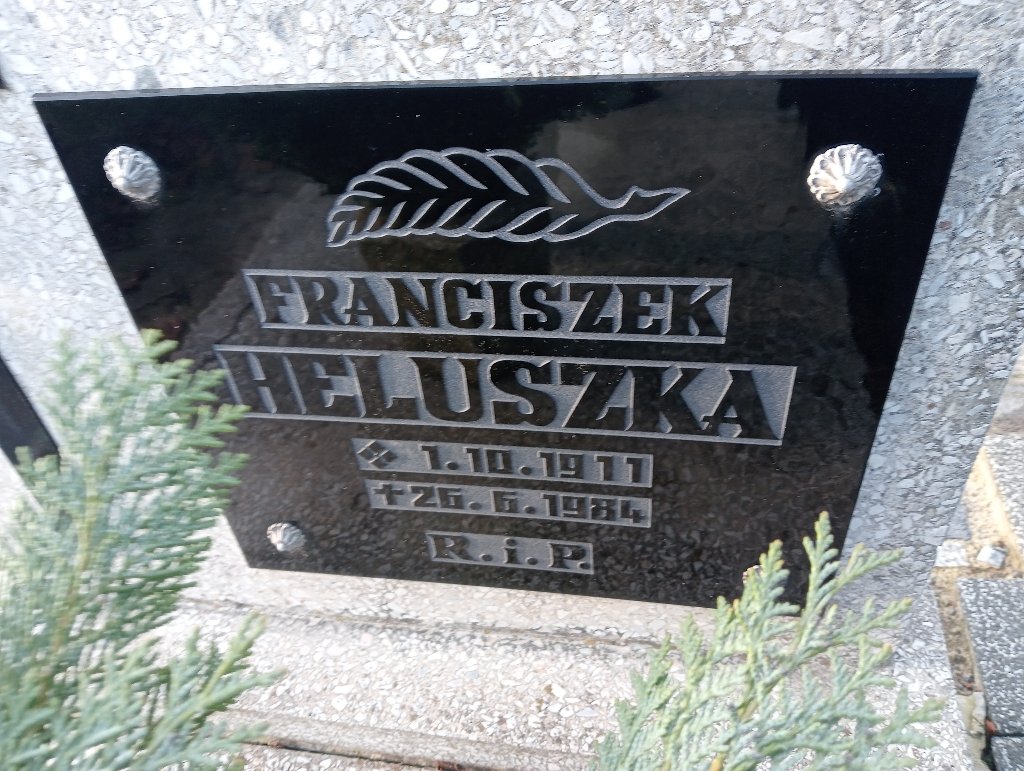 FRANCISZEK
HELUSZKA
1.10.1911
✝26.6.1984
R.i.P.